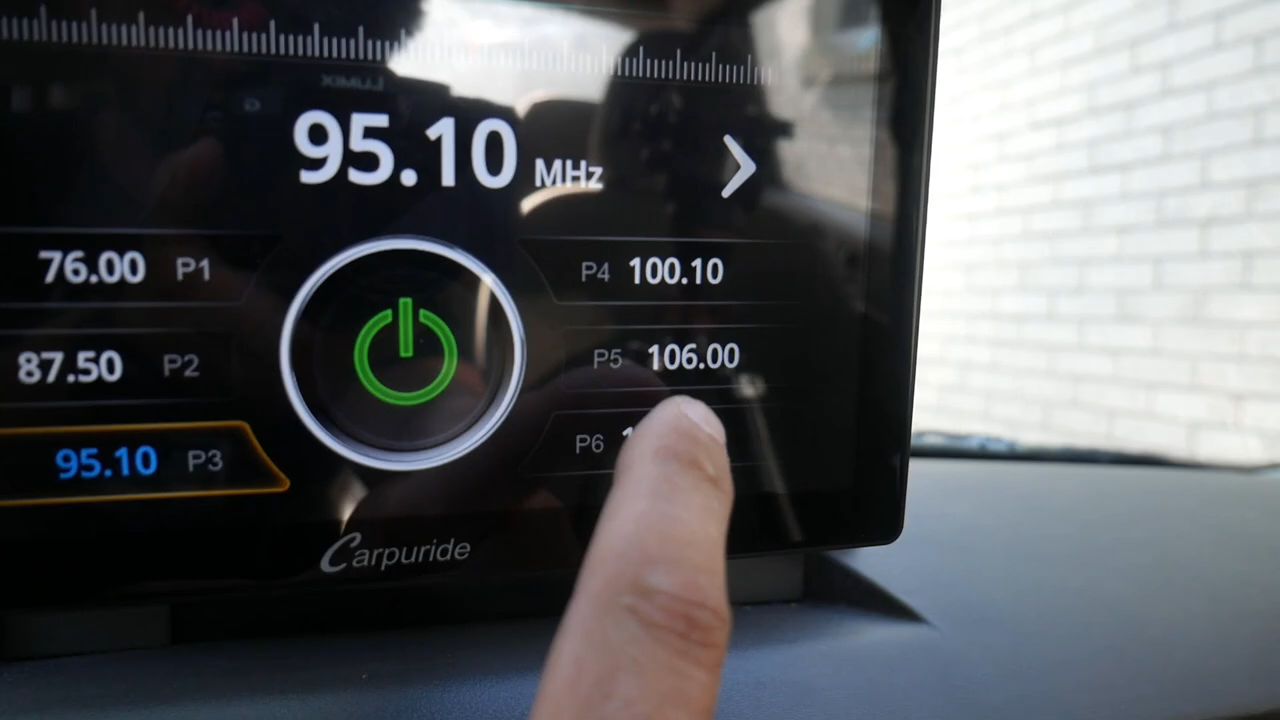 95.10 MHz
76.00 P1
P4 100.10
87.50 P2
P5 106.00
95.10 P3
P6
Carpuride